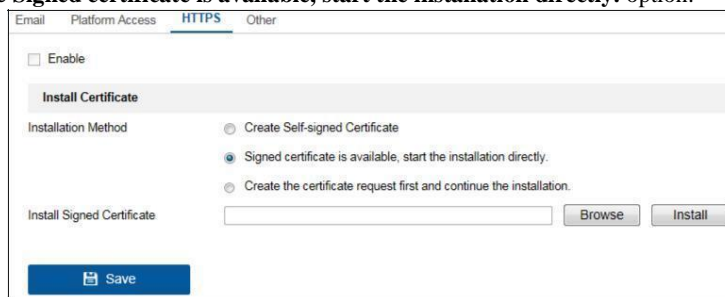 Signed certificate is available, start the installation directly. option.
Email Platform Access HTTPS Other
Enable
Install Certificate
Installation Method Create Self-signed Certificate
Signed certificate is available, start the installation directly.
Create the certificate request first and continue the installation.
Install Signed Certificate Browse Install
Save